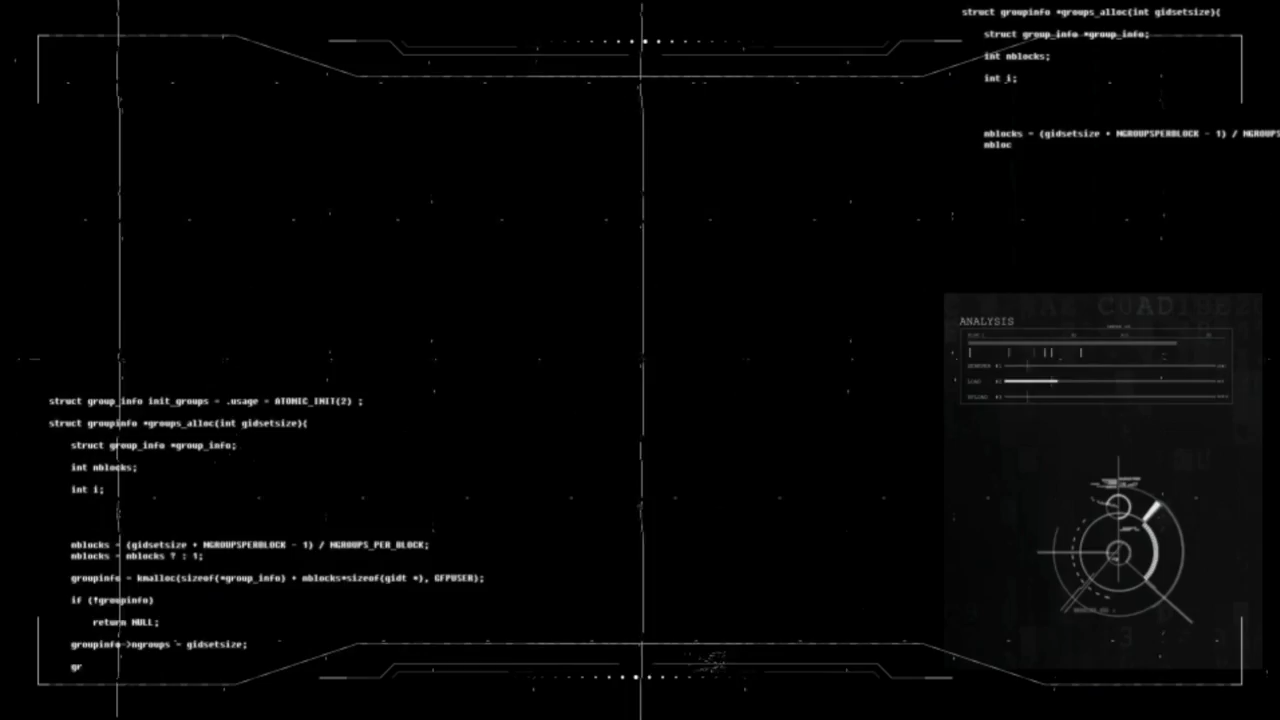 struct groupinfo *groups_alloc(int gidsetsize){
struct group_info *group_info;
int nblocks;
int i;
nblocks = (gidsetsize + NGROUPSPERBLOCK - 1) / NGROUPS
nbloc
ANALYSIS
LOAD
struct group_info init_groups = .usage = ATOMIC_INIT(2) ;
struct groupinfo *groups_alloc(int gidsetsize){
struct group_info *group_info;
int nblocks;
int i;
nblocks = (gidsetsize + NGROUPSPERBLOCK - 1) / NGROUPS_PER_BLOCK;
nblocks = nblocks ? : 1;
groupinfo = kmalloc(sizeof(*group_info) + nblocks*sizeof(gidt *), GFPUSER);
if (!groupinfo)
return NULL;
groupinfo->ngroups = gidsetsize;
gr